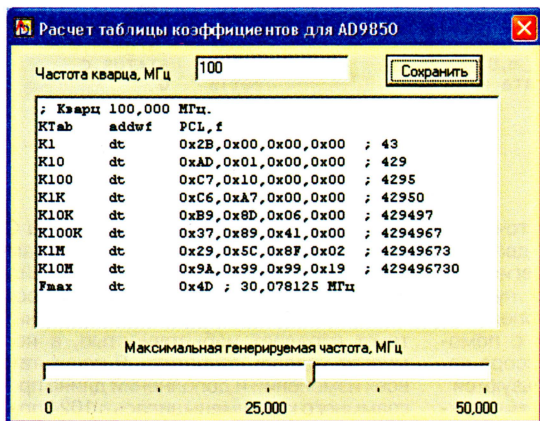 Расчет таблицы коэффициентов для AD9850
Частота кварца, МГц 100 Сохранить
; Кварц 100,000 МГц.
KTab addwf PCL,f
K1 dt 0x2B,0x00,0x00,0x00 ; 43
K10 dt 0xAD,0x01,0x00,0x00 ; 429
K100 dt 0xC7,0x10,0x00,0x00 ; 4295
K1K dt 0xC6,0xA7,0x00,0x00 ; 42950
K10K dt 0xB9,0x8D,0x06,0x00 ; 429497
K100K dt 0x37,0x89,0x41,0x00 ; 4294967
K1M dt 0x29,0x5C,0x8F,0x02 ; 42949673
K10M dt 0x9A,0x99,0x99,0x19 ; 429496730
Fmax dt 0x4D ; 30,078125 МГц
Максимальная генерируемая частота, МГц
0 25,000 50,000